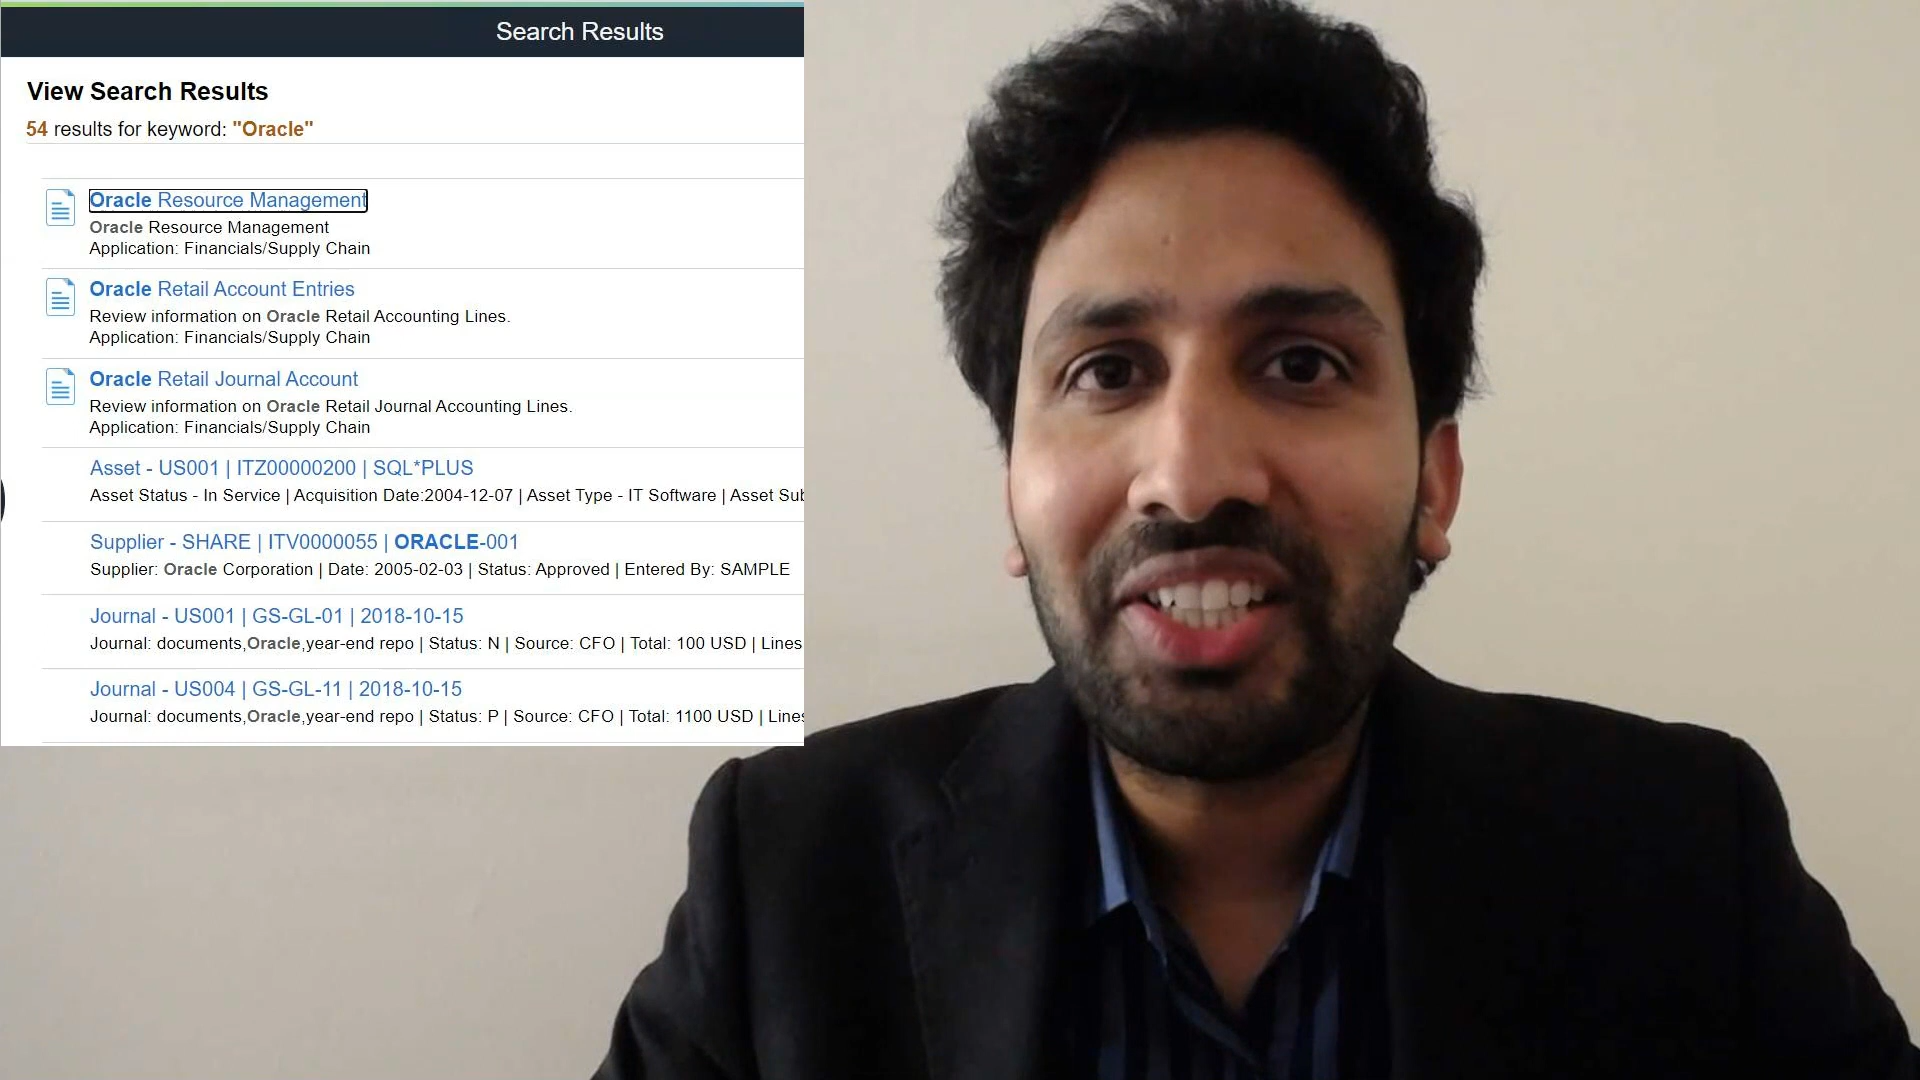 Search Results
View Search Results
54 results for keyword: "Oracle"
Oracle Resource Management
Oracle Resource Management
Application: Financials/Supply Chain
Oracle Retail Account Entries
Review information on Oracle Retail Accounting Lines.
Application: Financials/Supply Chain
Oracle Retail Journal Account
Review information on Oracle Retail Journal Accounting Lines.
Application: Financials/Supply Chain
Asset - US001 | ITZ00000200 | SQL*PLUS
Asset Status - In Service | Acquisition Date:2004-12-07 | Asset Type - IT Software | Asset Sub
Supplier - SHARE | ITV0000055 | ORACLE-001
Supplier: Oracle Corporation | Date: 2005-02-03 | Status: Approved | Entered By: SAMPLE
Journal - US001 | GS-GL-01 | 2018-10-15
Journal: documents,Oracle,year-end repo | Status: N | Source: CFO | Total: 100 USD | Lines
Journal - US004 | GS-GL-11 | 2018-10-15
Journal: documents,Oracle,year-end repo | Status: P | Source: CFO | Total: 1100 USD | Lines